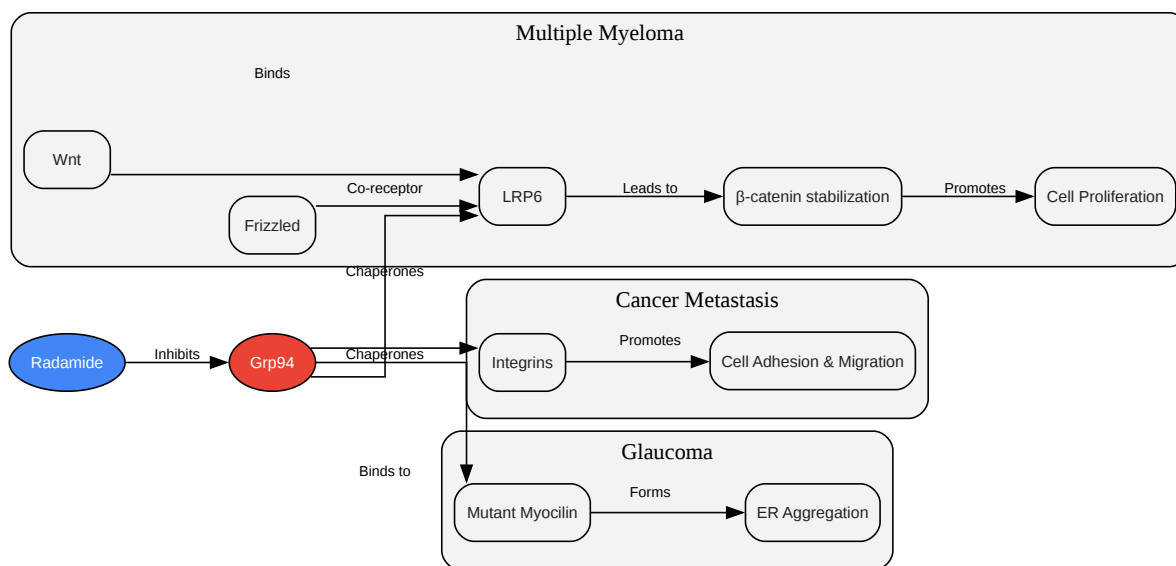 Multiple Myeloma
Binds
Wnt
Co-receptor
LRP6
Leads to
β-catenin stabilization
Promotes
Cell Proliferation
Frizzled
Chaperones
Cancer Metastasis
Radamide
Inhibits
Grp94
Chaperones
Integrins
Promotes
Cell Adhesion & Migration
Glaucoma
Binds to
Mutant Myocilin
Forms
ER Aggregation